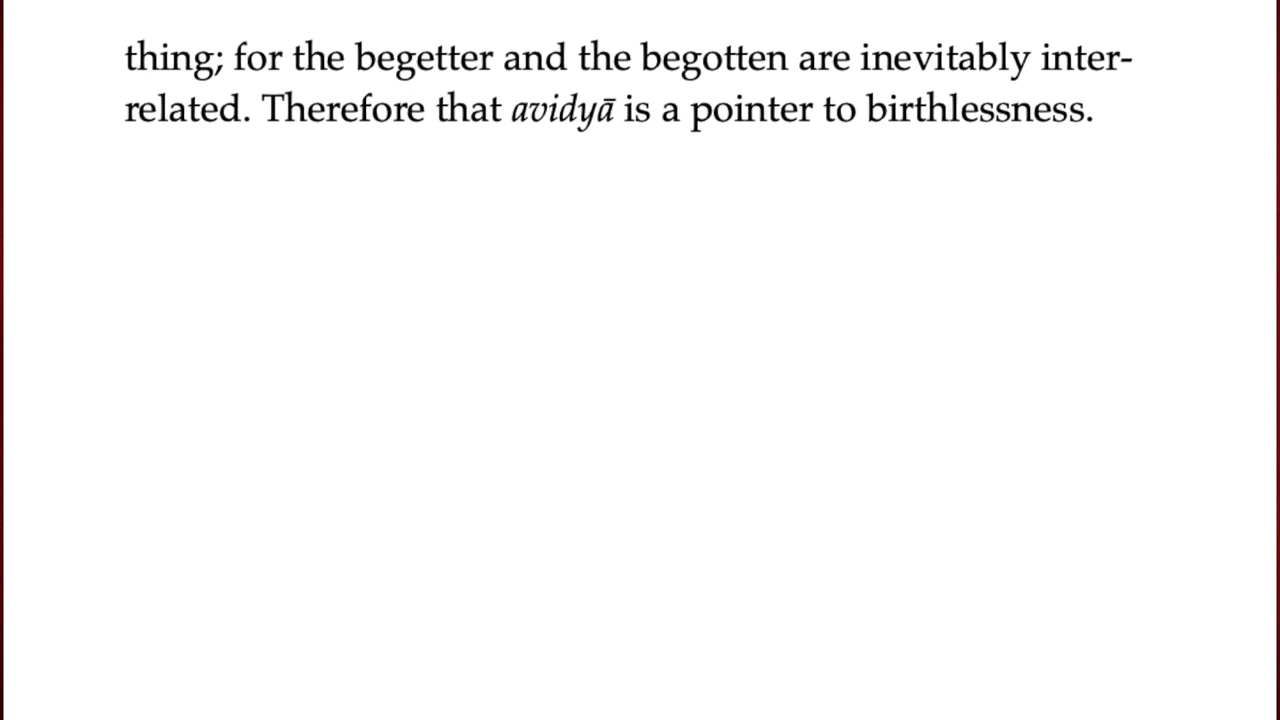 thing; for the begetter and the begotten are inevitably inter-
related. Therefore that avidyā is a pointer to birthlessness.